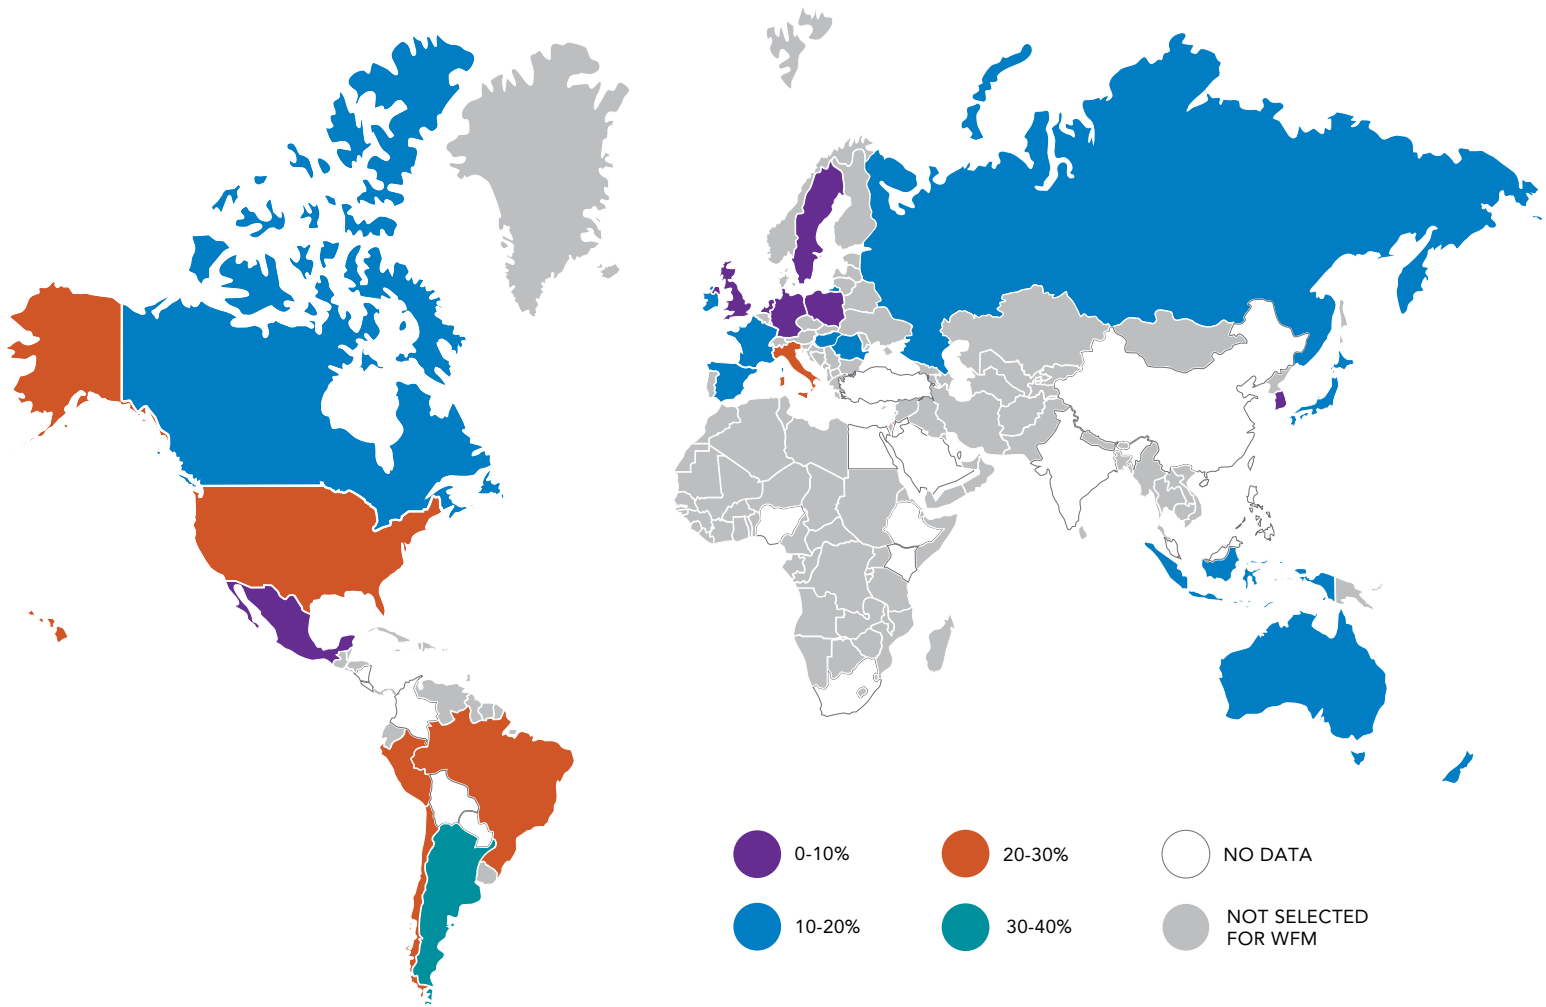 0-10%
20-30%
NO DATA
10-20%
30-40%
NOT SELECTED
FOR WFM